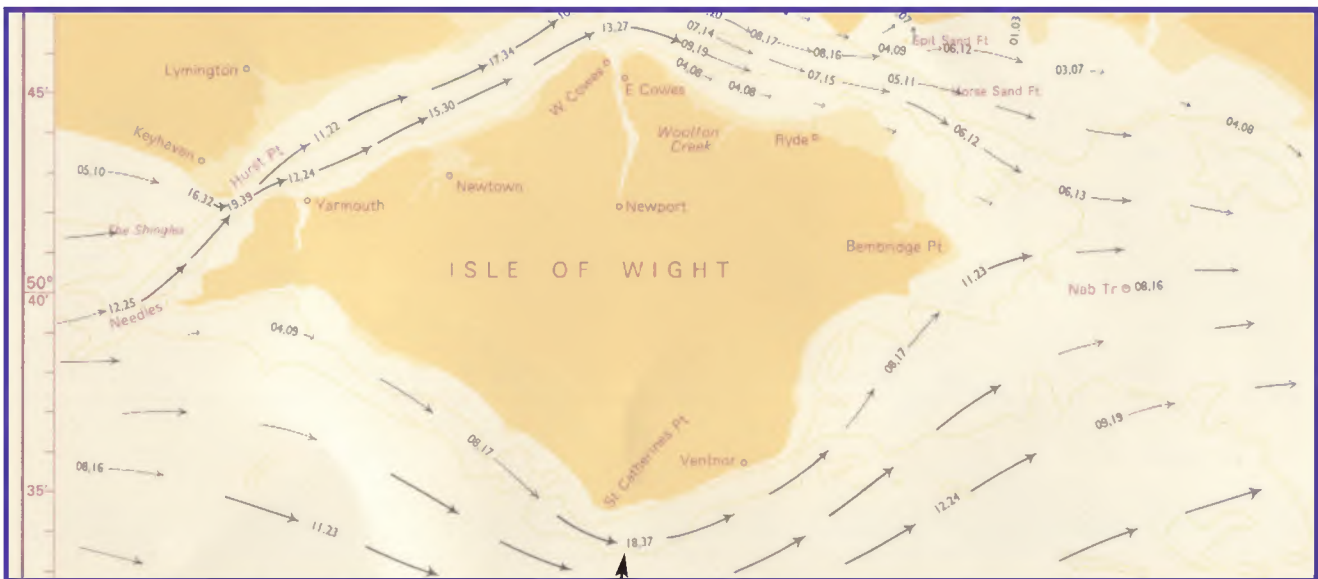 13,27
20
07
07,14
08,17
08,16
04,09
Spit Sand Ft
06,12
01,03
17,34
09,19
Lymington
04,08
07,15
05,11
03,07
45'
W Cowes
E Cowes
04,08
Horse Sand Ft
15,30
04,08
Keyhaven
11,22
Woolton
Creek
Ryde
06,12
Hurst Pt
05,10
12,24
16,32
19,39
Yarmouth
Newtown
Newport
06,13
The Shingles
Bembridge Pt
ISLE OF WIGHT
11,23
50°
40'
Nab Tr
08,16
12,25
Needles
04,09
08,17
09,19
08,17
St Catherines Pt
Ventnor
08,16
35'
12,24
11,23
18,37